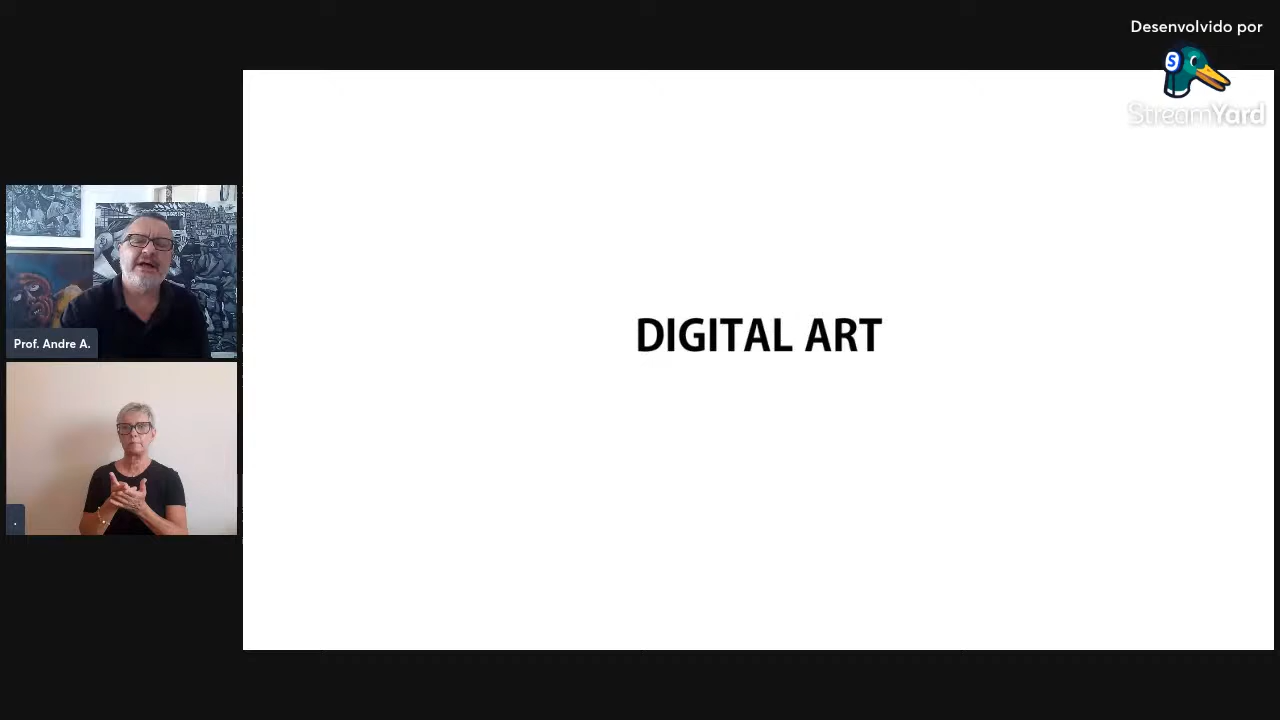 Desenvolvido por
S
StreamYard
DIGITAL ART
Prof. Andre A.
.